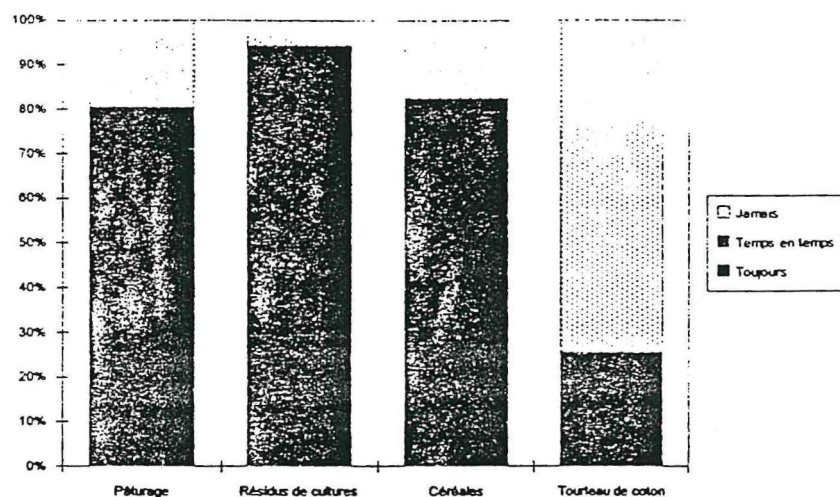 100%
90%
80%
70%
60%
50%
40%
30%
20%
10%
0%
Pâturage
Résidus de cultures
Céréales
Tourteau de coton
Jamais
Temps en temps
Toujours